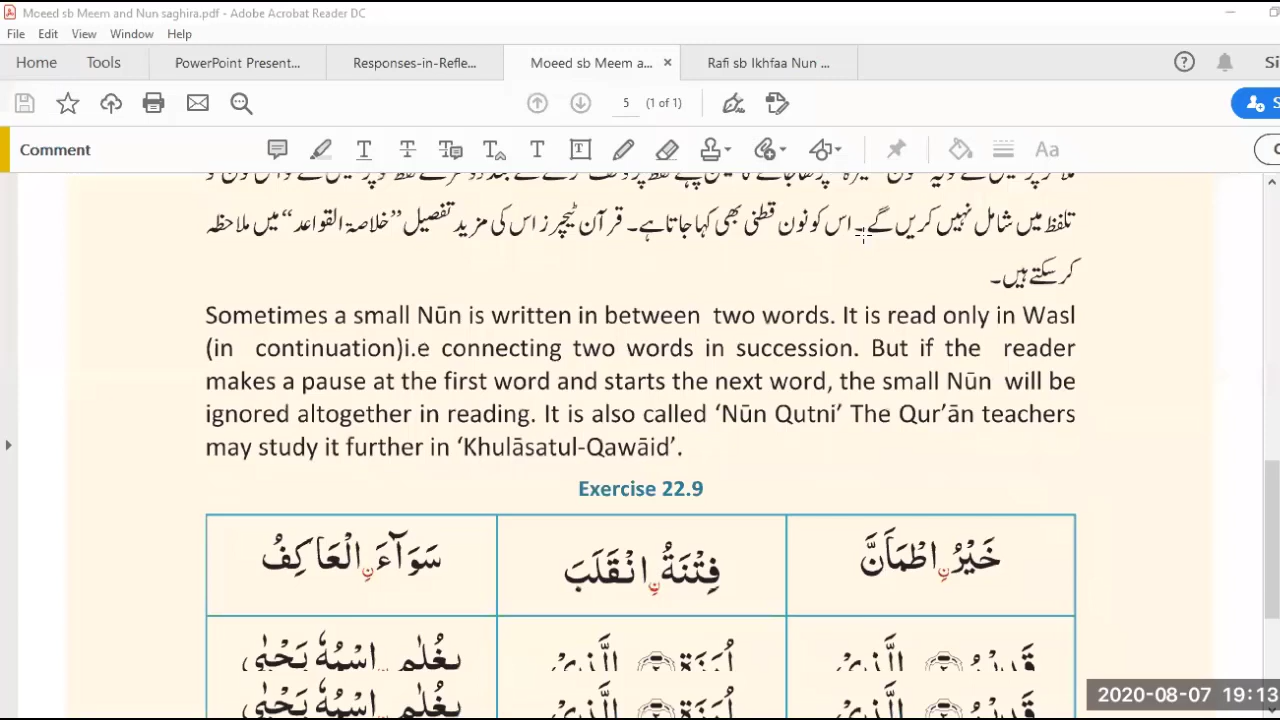 Moeed sb Meem and Nun saghira.pdf - Adobe Acrobat Reader DC
File Edit View Window Help
Home Tools PowerPoint Present... Responses-in-Refle... Moeed sb Meem a... × Rafi sb Ikhfaa Nun ...
5 (1 of 1)
Comment
تلفظ میں شامل نہیں کریں گے۔ اس کو نون قطنی بھی کہا جاتا ہے۔ قرآن ٹیچرز اس کی مزید تفصیل ”خلاصۃ القواعد“ میں ملاحظہ
کر سکتے ہیں۔
Sometimes a small Nūn is written in between two words. It is read only in Wasl
(in continuation)i.e connecting two words in succession. But if the reader
makes a pause at the first word and starts the next word, the small Nūn will be
ignored altogether in reading. It is also called ‘Nūn Qutni’ The Qur’ān teachers
may study it further in ‘Khulāsatul-Qawāid’.
Exercise 22.9
خَيْرُ ۨ اطْمَاَنَّ فِتْنَةُ ۨ انْقَلَبَ سَوَآءَ ۨ الْعَاكِفُ
2020-08-07 19:13